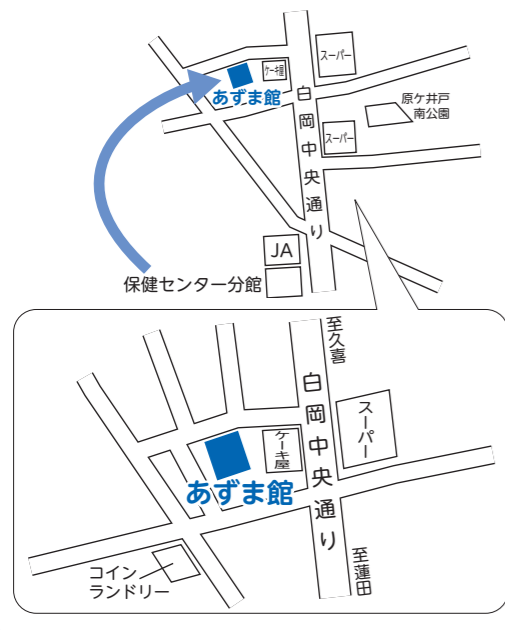 スーパー
ケーキ屋
あずま館
白岡中央通り
原ケ井戸
南公園
スーパー
JA
保健センター分館
至久喜
白岡中央通り
スーパー
ケーキ屋
あずま館
コイン
ランドリー
至蓮田